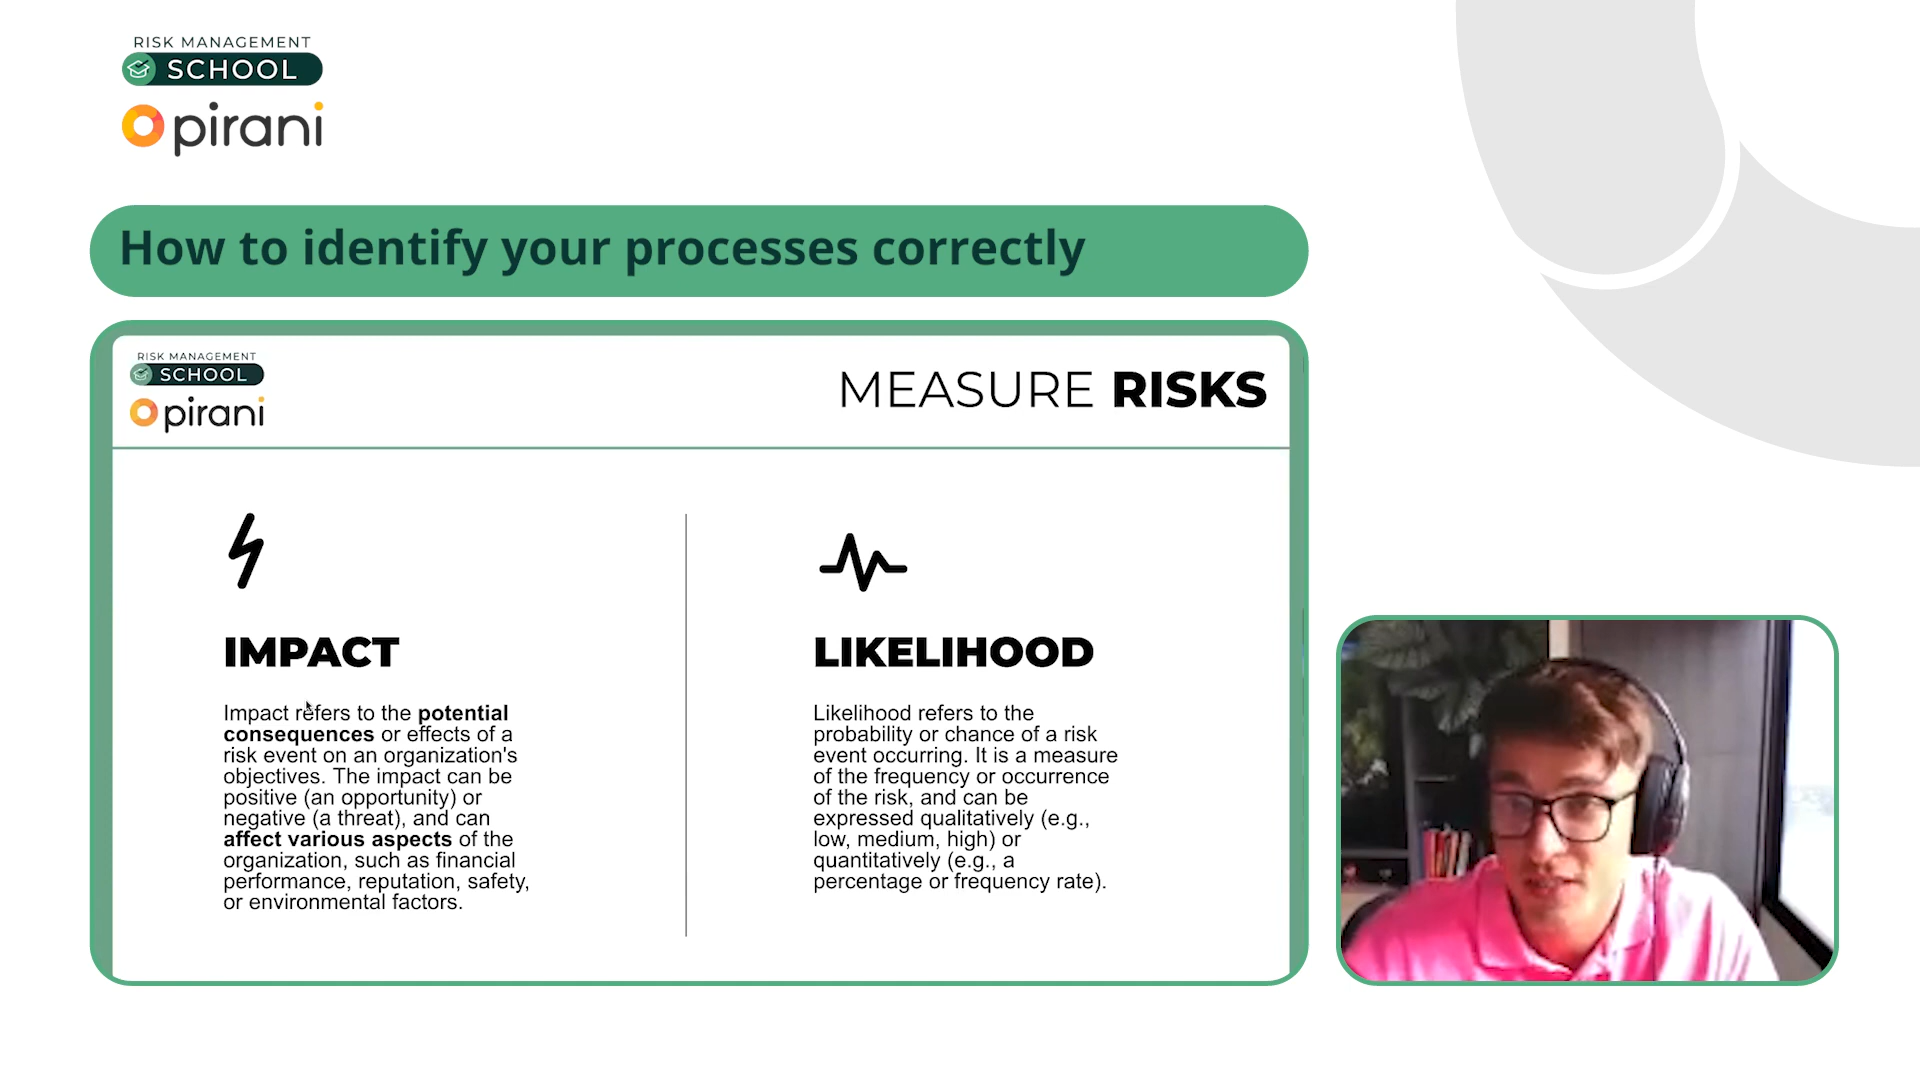 RISK MANAGEMENT
SCHOOL
pirani
How to identify your processes correctly
RISK MANAGEMENT
SCHOOL
pirani
MEASURE RISKS
IMPACT
Impact refers to the potential
consequences or effects of a
risk event on an organization's
objectives. The impact can be
positive (an opportunity) or
negative (a threat), and can
affect various aspects of the
organization, such as financial
performance, reputation, safety,
or environmental factors.
LIKELIHOOD
Likelihood refers to the
probability or chance of a risk
event occurring. It is a measure
of the frequency or occurrence
of the risk, and can be
expressed qualitatively (e.g.,
low, medium, high) or
quantitatively (e.g., a
percentage or frequency rate).